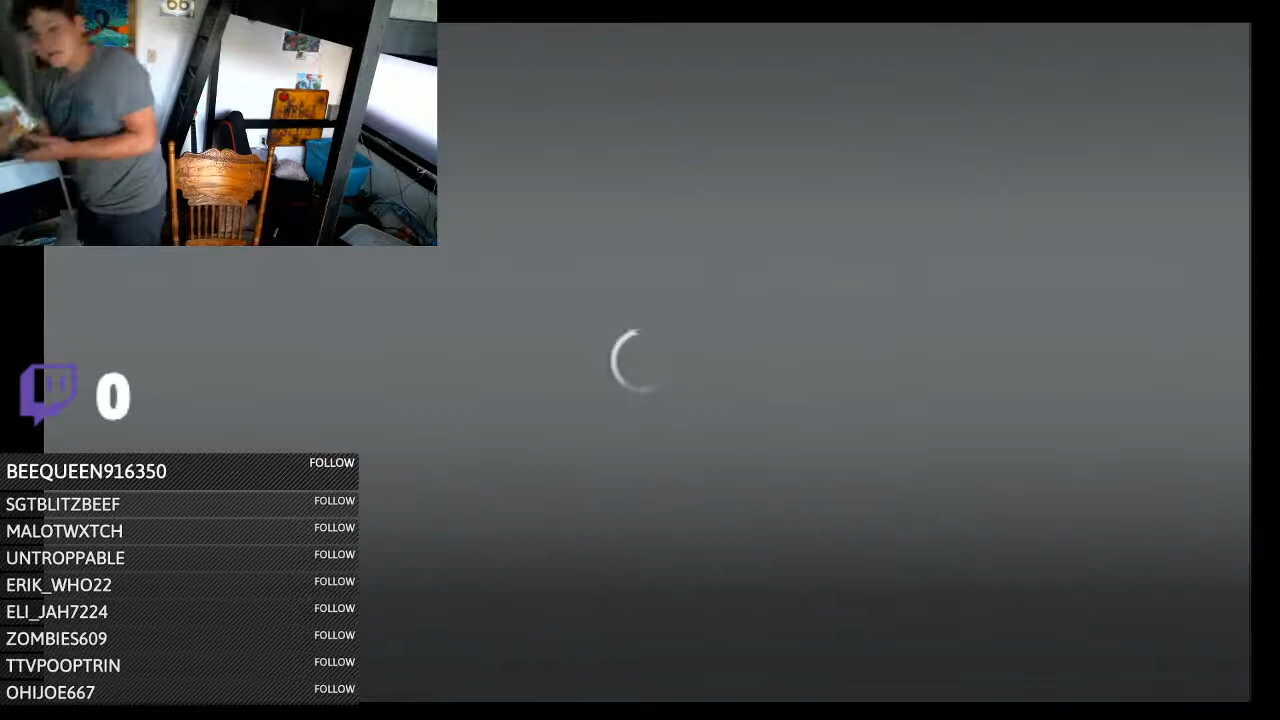 66
0
BEEQUEEN916350 FOLLOW
SGTBLITZBEEF FOLLOW
MALOTWXTCH FOLLOW
UNTROPPABLE FOLLOW
ERIK_WHO22 FOLLOW
ELI_JAH7224 FOLLOW
ZOMBIES609 FOLLOW
TTVPOOPTRIN FOLLOW
OHIJOE667 FOLLOW